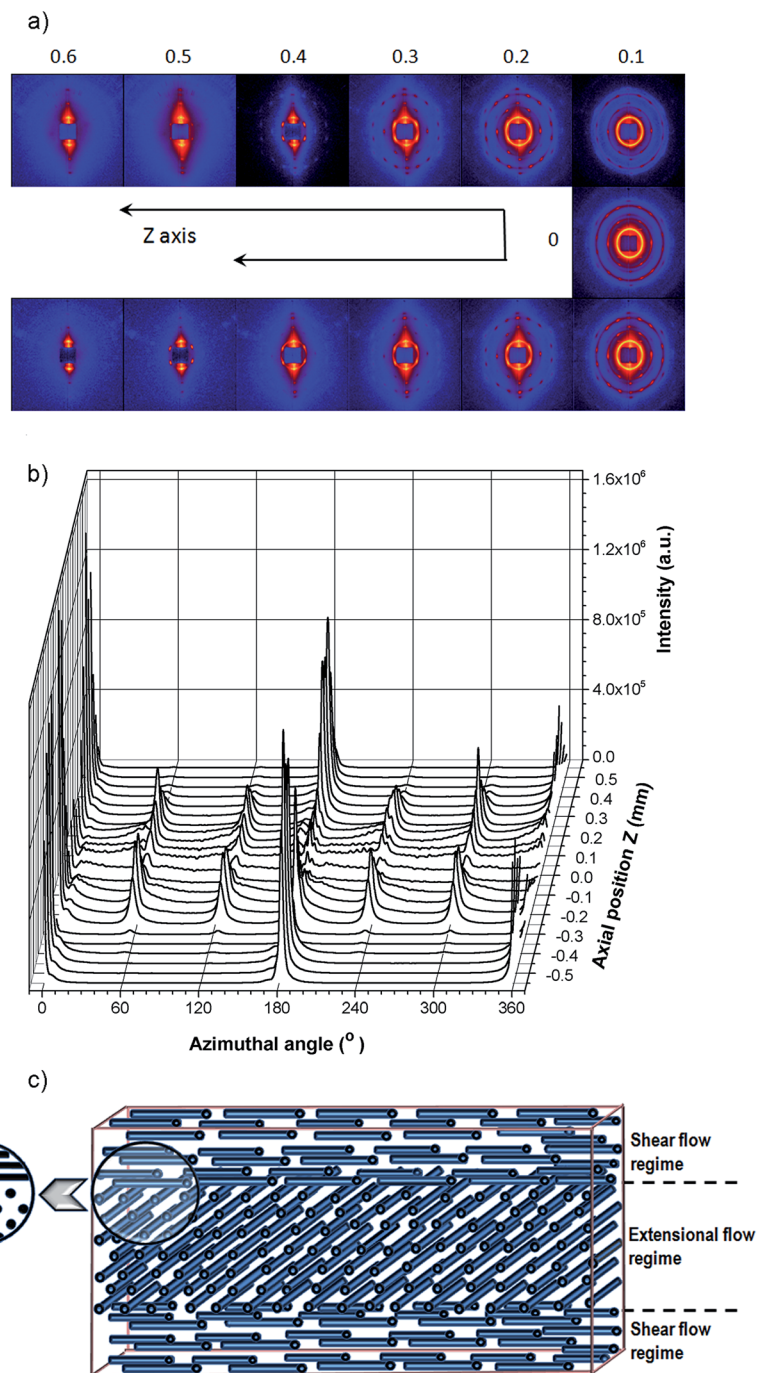 a)
0.6 0.5 0.4 0.3 0.2 0.1
Z axis
0
b)
1.6x10⁶
1.2x10⁶
8.0x10⁵
4.0x10⁵
0.0
Intensity (a.u.)
0.5
0.4
0.3
0.2
0.1
0.0
-0.1
-0.2
-0.3
-0.4
-0.5
Axial position Z (mm)
0 60 120 180 240 300 360
Azimuthal angle (º)
c)
Shear flow
regime
Extensional flow
regime
Shear flow
regime